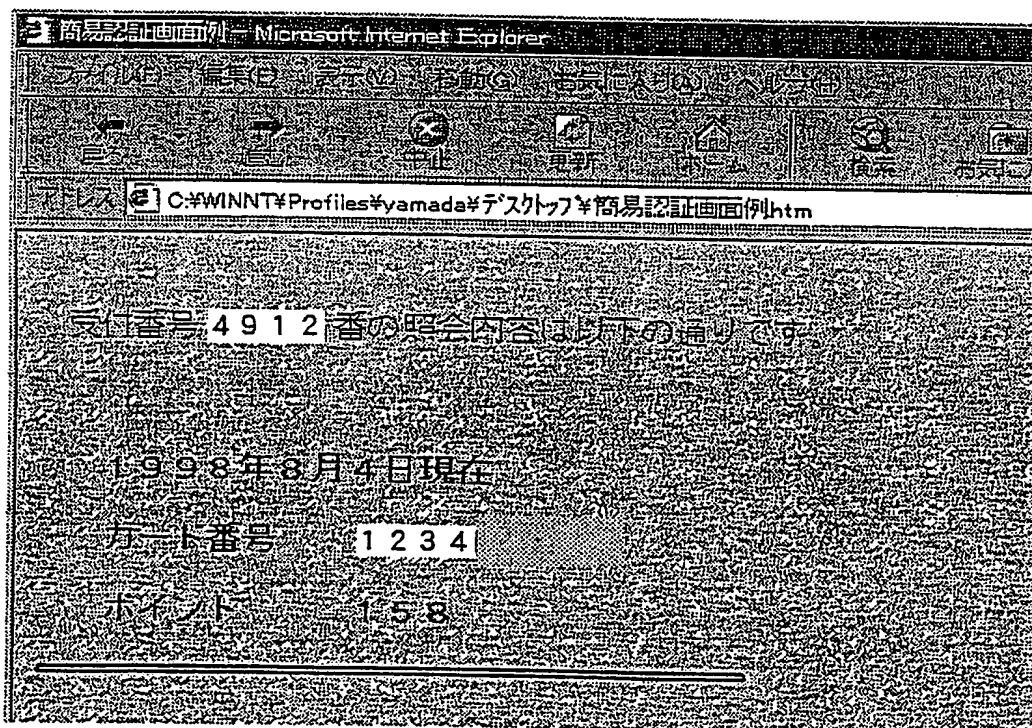 簡易認証画面例 - Microsoft Internet Explorer
ファイル(F) 編集(E) 表示(V) 移動(G) お気に入り(A) ヘルプ(H)
戻る 進む 中止 更新 ホーム 検索 お気に
アドレス C:¥WINNT¥Profiles¥yamada¥デスクトップ¥簡易認証画面例.htm
受付番号 4912 番の照会内容は以下の通りです。
1998年8月4日現在
カード番号 1234
ポイント 158